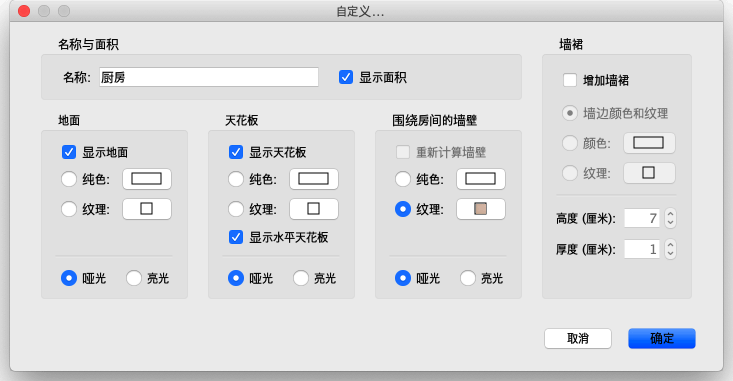 自定义...
名称与面积
名称: 厨房
显示面积
地面
显示地面
纯色:
纹理:
哑光 亮光
天花板
显示天花板
纯色:
纹理:
显示水平天花板
哑光 亮光
围绕房间的墙壁
重新计算墙壁
纯色:
纹理:
哑光 亮光
墙裙
增加墙裙
墙边颜色和纹理
颜色:
纹理:
高度 (厘米): 7
厚度 (厘米): 1
取消 确定